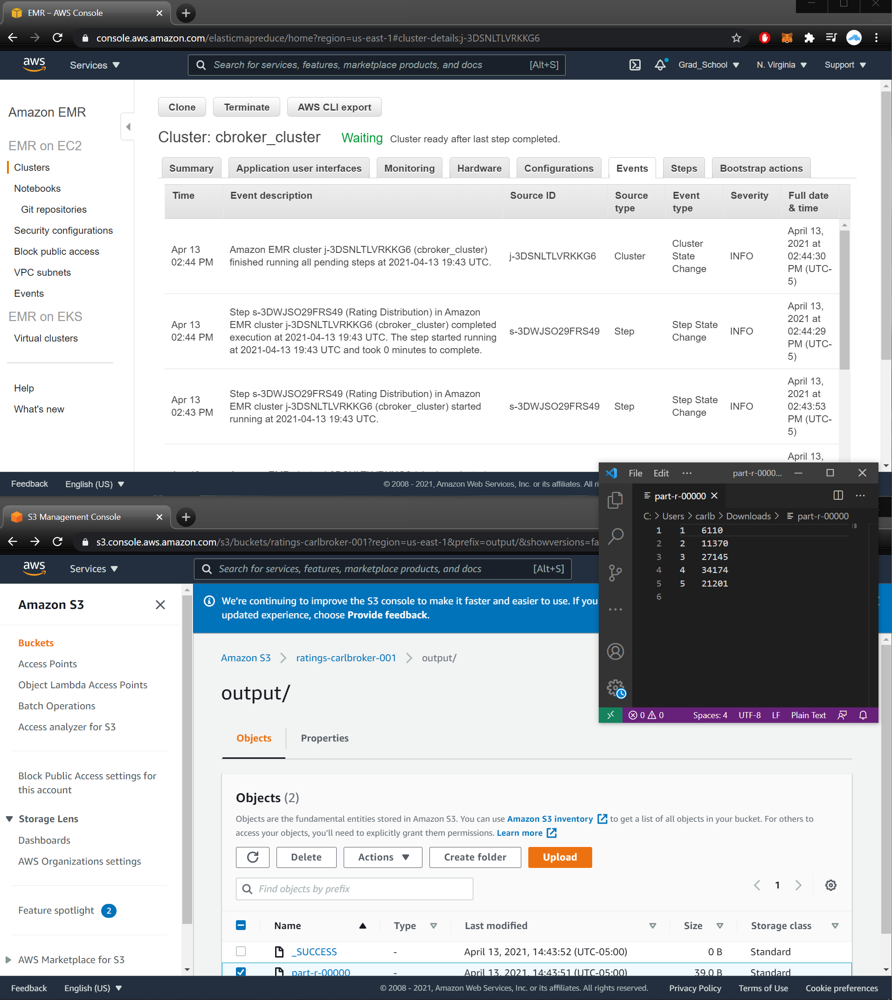 EMR – AWS Console
console.aws.amazon.com/elasticmapreduce/home?region=us-east-1#cluster-details:j-3DSNLTLVRKKG6
aws Services Search for services, features, marketplace products, and docs [Alt+S] Grad_School N. Virginia Support
Amazon EMR
EMR on EC2
Clusters
Notebooks
Git repositories
Security configurations
Block public access
VPC subnets
Events
EMR on EKS
Virtual clusters
Help
What's new
Clone Terminate AWS CLI export
Cluster: cbroker_cluster Waiting Cluster ready after last step completed.
Summary Application user interfaces Monitoring Hardware Configurations Events Steps Bootstrap actions
Time Event description Source ID Source type Event type Severity Full date & time
Apr 13 02:44 PM
Amazon EMR cluster j-3DSNLTLVRKKG6 (cbroker_cluster)
finished running all pending steps at 2021-04-13 19:43 UTC.
j-3DSNLTLVRKKG6 Cluster Cluster State Change INFO April 13, 2021 at 02:44:30 PM (UTC-5)
Apr 13 02:44 PM
Step s-3DWJSO29FRS49 (Rating Distribution) in Amazon
EMR cluster j-3DSNLTLVRKKG6 (cbroker_cluster) completed
execution at 2021-04-13 19:43 UTC. The step started running
at 2021-04-13 19:43 UTC and took 0 minutes to complete.
s-3DWJSO29FRS49 Step Step State Change INFO April 13, 2021 at 02:44:29 PM (UTC-5)
Apr 13 02:43 PM
Step s-3DWJSO29FRS49 (Rating Distribution) in Amazon
EMR cluster j-3DSNLTLVRKKG6 (cbroker_cluster) started
running at 2021-04-13 19:43 UTC.
s-3DWJSO29FRS49 Step Step State Change INFO April 13, 2021 at 02:43:53 PM (UTC-5)
April 13,
Feedback English (US) © 2008 - 2021, Amazon Web Services, Inc. or its affiliates. All
File Edit ··· part-r-0000...
part-r-00000
C: > Users > carlb > Downloads > part-r-00000
1 1 6110
2 2 11370
3 3 27145
4 4 34174
5 5 21201
6
0 0 Spaces: 4 UTF-8 LF Plain Text
S3 Management Console
s3.console.aws.amazon.com/s3/buckets/ratings-carlbroker-001?region=us-east-1&prefix=output/&showversions=fa
aws Services Search for services, features, marketplace products, and docs [Alt+S]
Amazon S3
Buckets
Access Points
Object Lambda Access Points
Batch Operations
Access analyzer for S3
Block Public Access settings for
this account
Storage Lens
Dashboards
AWS Organizations settings
Feature spotlight 2
AWS Marketplace for S3
We're continuing to improve the S3 console to make it faster and easier to use. If you
updated experience, choose Provide feedback.
Amazon S3 ratings-carlbroker-001 output/
output/
Objects Properties
Objects (2)
Objects are the fundamental entities stored in Amazon S3. You can use Amazon S3 inventory to get a list of all objects in your bucket. For others to
access your objects, you'll need to explicitly grant them permissions. Learn more
Delete Actions Create folder Upload
Find objects by prefix 1
Name Type Last modified Size Storage class
_SUCCESS - April 13, 2021, 14:43:52 (UTC-05:00) 0 B Standard
part-r-00000 - April 13, 2021, 14:43:51 (UTC-05:00) 39.0 B Standard
Feedback English (US) © 2008 - 2021, Amazon Web Services, Inc. or its affiliates. All rights reserved. Privacy Policy Terms of Use Cookie preferences